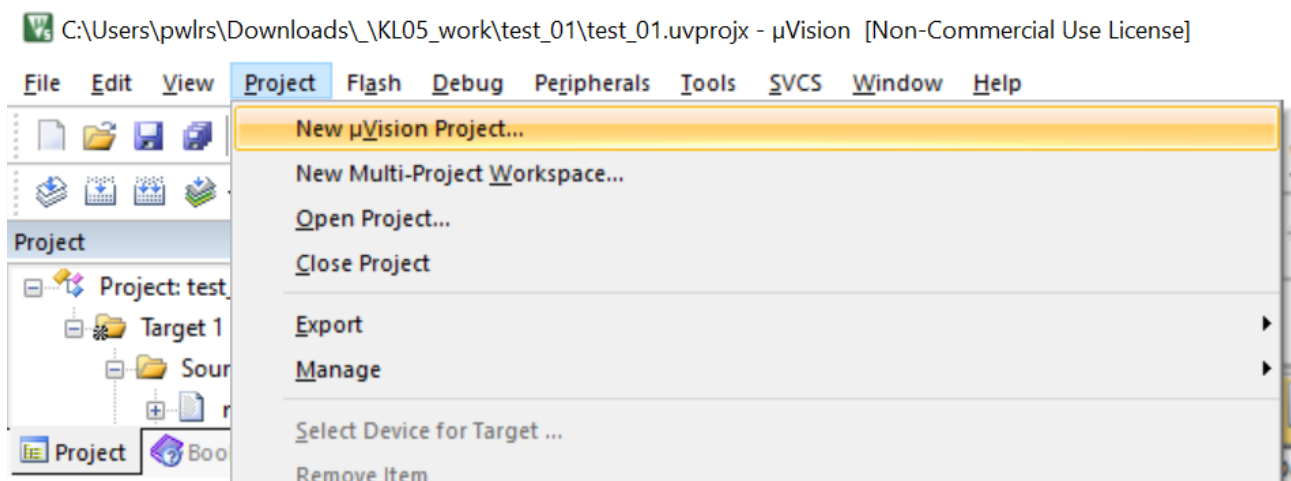 C:\Users\pwlrs\Downloads\_\KL05_work\test_01\test_01.uvprojx - µVision [Non-Commercial Use License]
File Edit View Project Flash Debug Peripherals Tools SVCS Window Help
New µVision Project...
New Multi-Project Workspace...
Open Project...
Project
Close Project
Project: test_
Export
Target 1
Sour
Manage
Select Device for Target ...
Project Boo
Remove Item